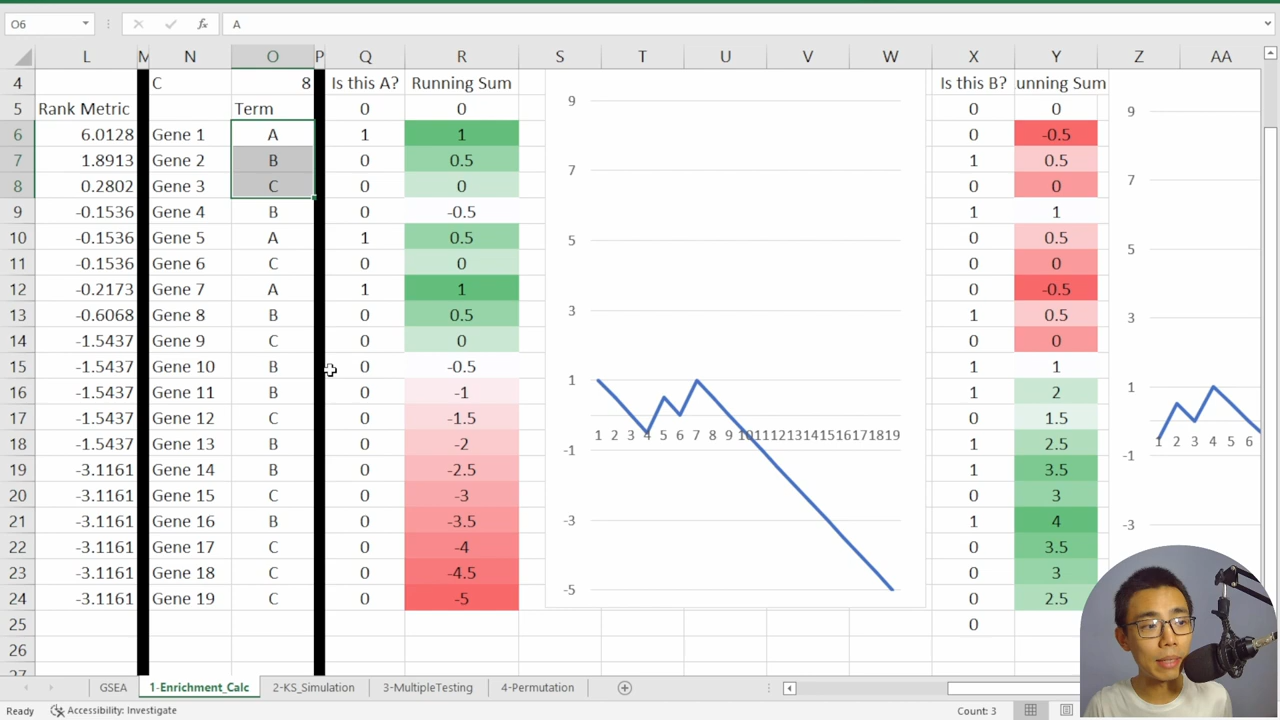 O6 fx A
L M N O P Q R S T U V W X Y Z AA
4 C 8 Is this A? Running Sum Is this B? unning Sum
5 Rank Metric Term 0 0 0 0
6 6.0128 Gene 1 A 1 1 0 -0.5
7 1.8913 Gene 2 B 0 0.5 1 0.5
8 0.2802 Gene 3 C 0 0 0 0
9 -0.1536 Gene 4 B 0 -0.5 1 1
10 -0.1536 Gene 5 A 1 0.5 0 0.5
11 -0.1536 Gene 6 C 0 0 0 0
12 -0.2173 Gene 7 A 1 1 0 -0.5
13 -0.6068 Gene 8 B 0 0.5 1 0.5
14 -1.5437 Gene 9 C 0 0 0 0
15 -1.5437 Gene 10 B 0 -0.5 1 1
16 -1.5437 Gene 11 B 0 -1 1 2
17 -1.5437 Gene 12 C 0 -1.5 0 1.5
18 -1.5437 Gene 13 B 0 -2 1 2.5
19 -3.1161 Gene 14 B 0 -2.5 1 3.5
20 -3.1161 Gene 15 C 0 -3 0 3
21 -3.1161 Gene 16 B 0 -3.5 1 4
22 -3.1161 Gene 17 C 0 -4 0 3.5
23 -3.1161 Gene 18 C 0 -4.5 0 3
24 -3.1161 Gene 19 C 0 -5 0 2.5
25 0
26
9
7
5
3
1
1 2 3 4 5 6 7 8 9 10 11 12 13 14 15 16 17 18 19
-1
-3
-5
9
7
5
3
1
1 2 3 4 5 6
-1
-3
GSEA 1-Enrichment_Calc 2-KS_Simulation 3-MultipleTesting 4-Permutation
Ready Accessibility: Investigate Count: 3